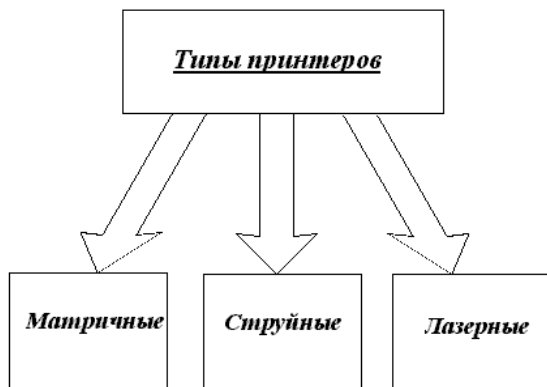 Типы принтеров
Матричные
Струйные
Лазерные